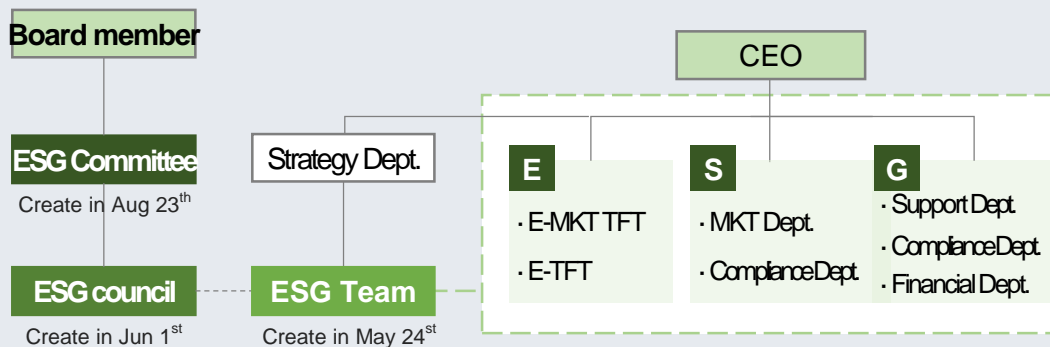 Board member
CEO
ESG Committee
Create in Aug 23th
Strategy Dept.
E
· E-MKT TFT
· E-TFT
S
· MKT Dept.
· Compliance Dept.
G
· Support Dept.
· Compliance Dept.
· Financial Dept.
ESG council
Create in Jun 1st
ESG Team
Create in May 24st